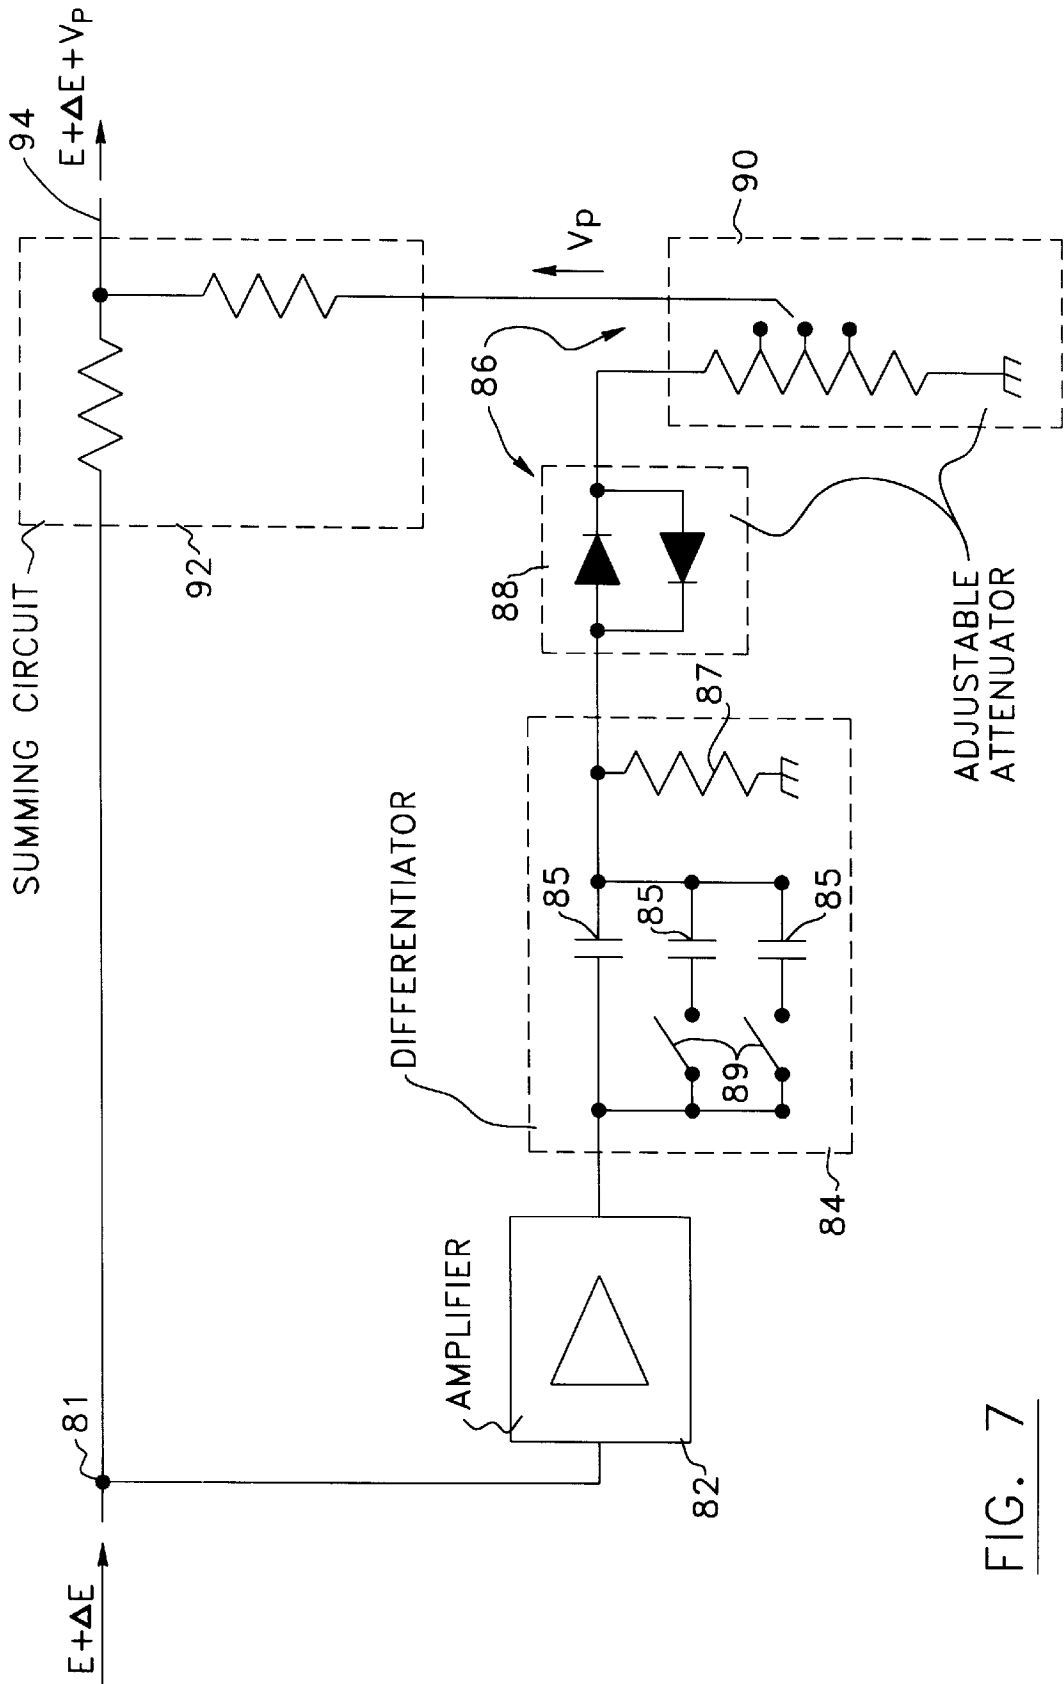 E+ΔE
81
SUMMING CIRCUIT
92
94
E+ΔE+Vp
AMPLIFIER
82
DIFFERENTIATOR
84
85
85
85
89
87
88
86
Vp
90
ADJUSTABLE
ATTENUATOR
FIG. 7